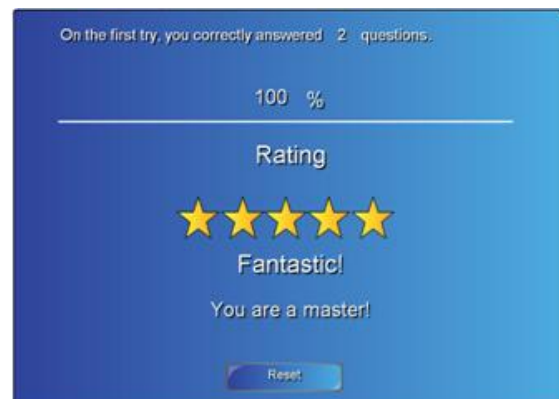 On the first try, you correctly answered 2 questions.
100 %
Rating
Fantastic!
You are a master!
Reset